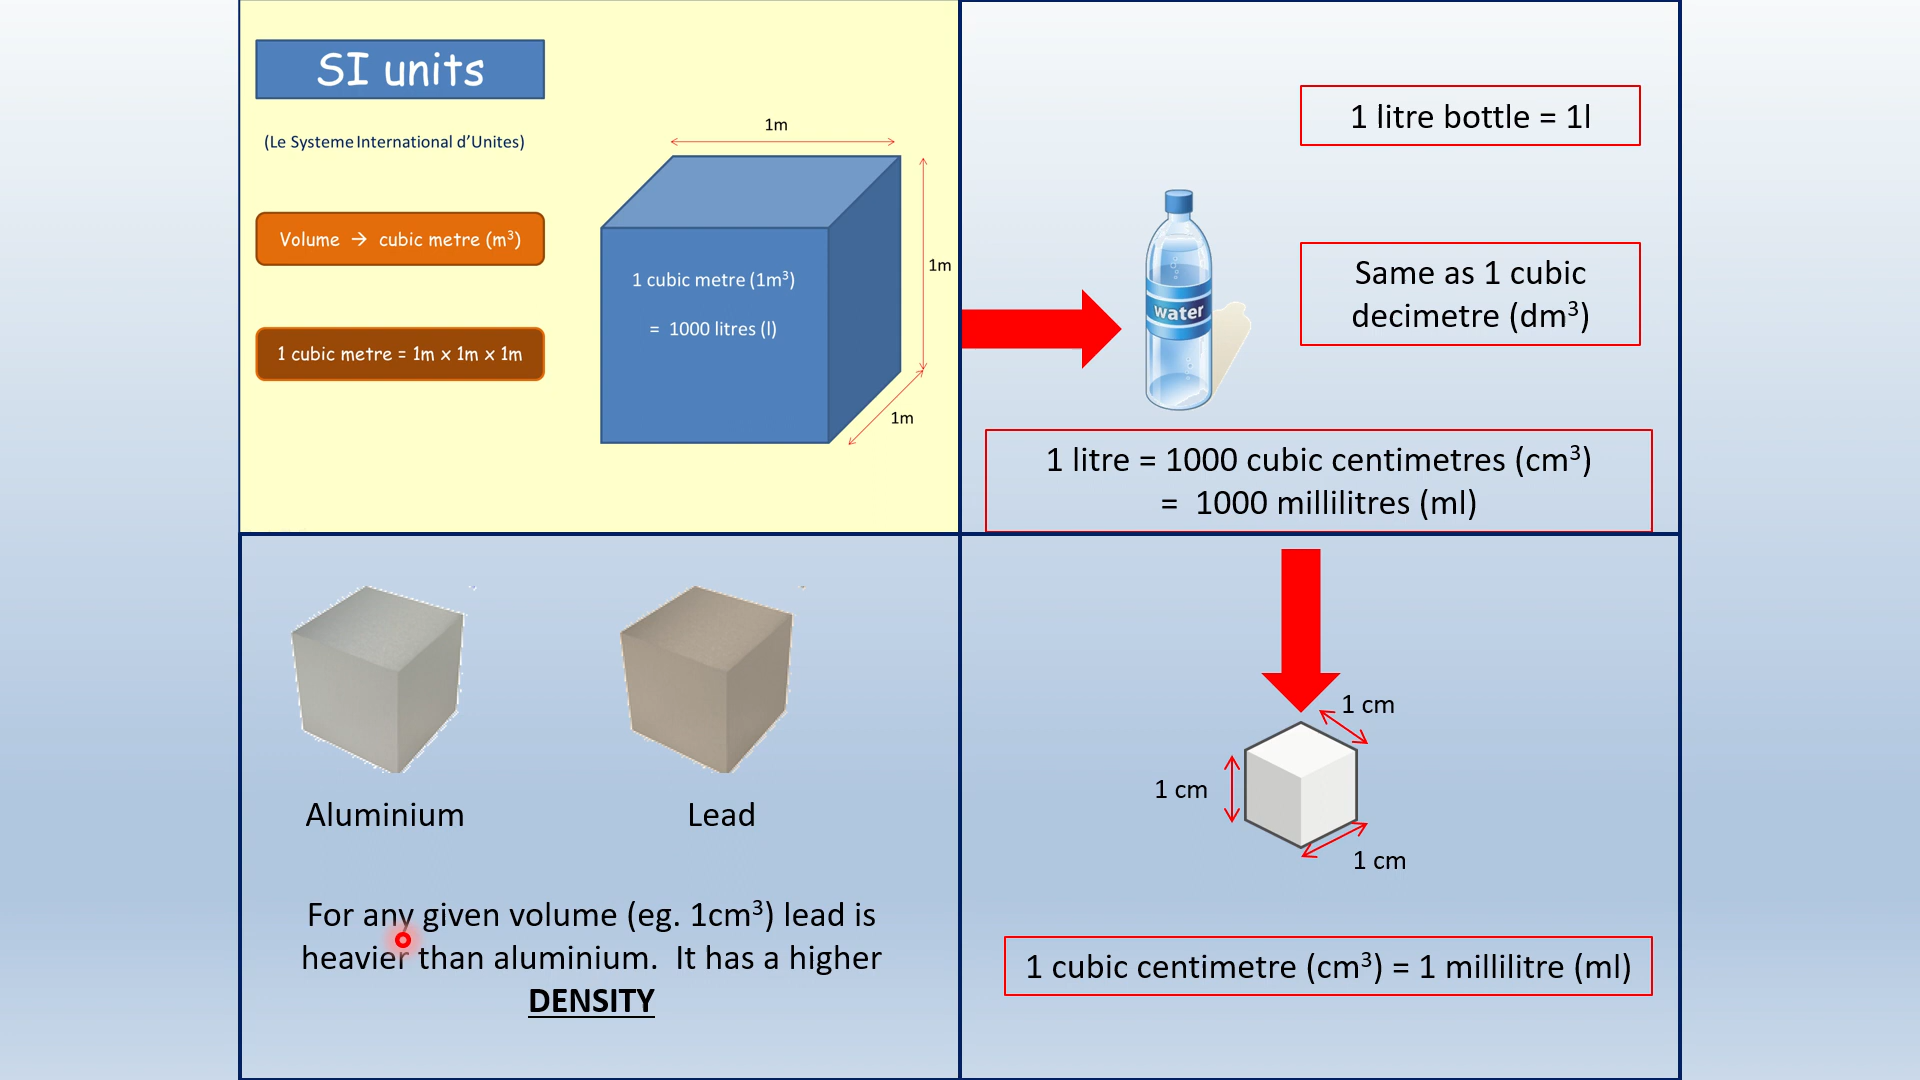 SI units
(Le Systeme International d’Unites)
Volume → cubic metre (m³)
1 cubic metre = 1m x 1m x 1m
1m
1 cubic metre (1m³)
= 1000 litres (l)
1m
1m
1 litre bottle = 1l
water
Same as 1 cubic
decimetre (dm³)
1 litre = 1000 cubic centimetres (cm³)
= 1000 millilitres (ml)
Aluminium
Lead
For any given volume (eg. 1cm³) lead is
heavier than aluminium. It has a higher
DENSITY
1 cm
1 cm
1 cm
1 cubic centimetre (cm³) = 1 millilitre (ml)